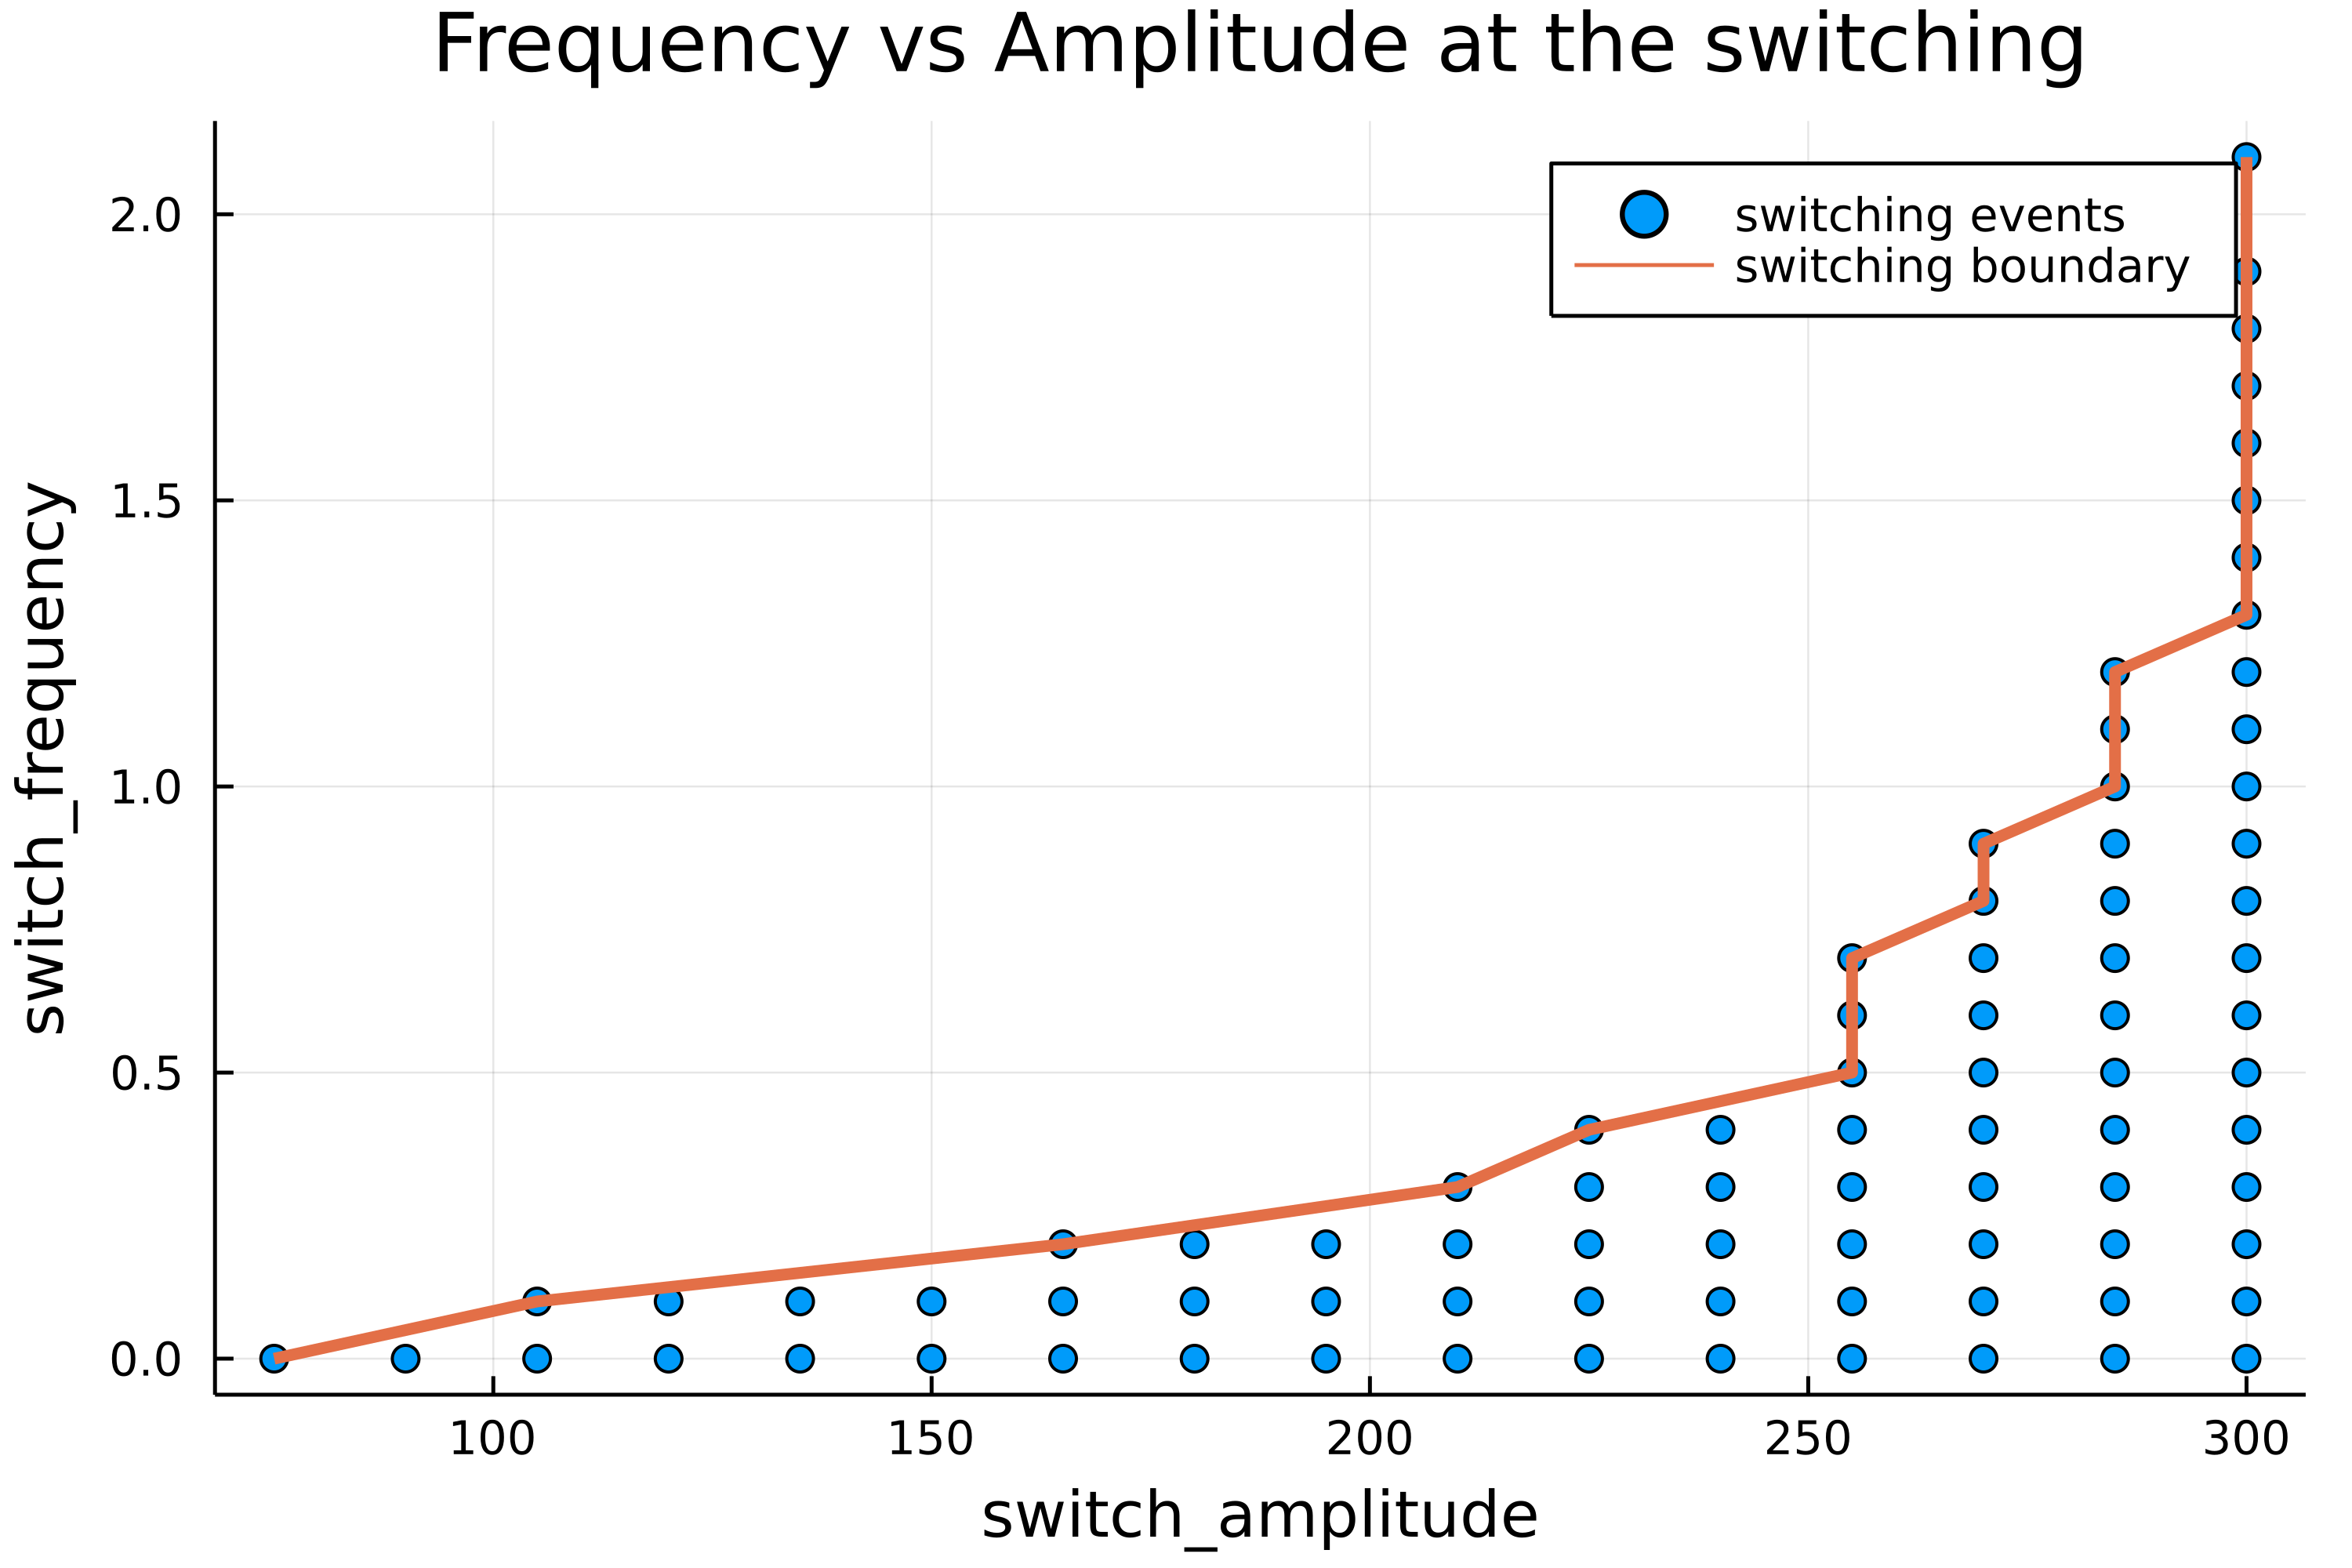 Frequency vs Amplitude at the switching
switching events
switching boundary
switch_frequency
2.0
1.5
1.0
0.5
0.0
100 150 200 250 300
switch_amplitude